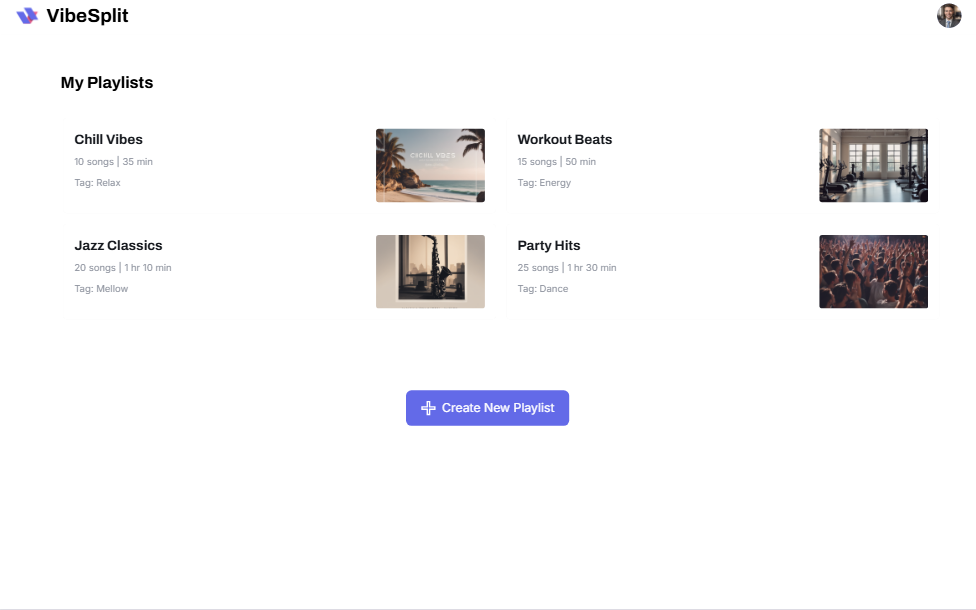 VibeSplit
My Playlists
Chill Vibes
10 songs | 35 min
Tag: Relax
Workout Beats
15 songs | 50 min
Tag: Energy
Jazz Classics
20 songs | 1 hr 10 min
Tag: Mellow
Party Hits
25 songs | 1 hr 30 min
Tag: Dance
Create New Playlist